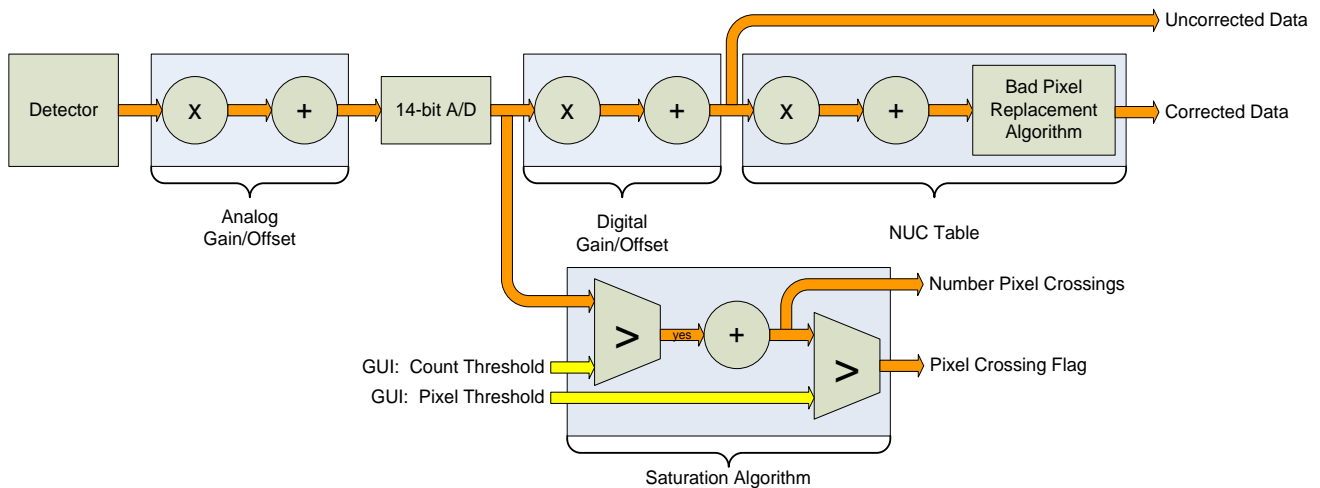 Uncorrected Data
Detector
x
+
14-bit A/D
x
+
x
+
Bad Pixel
Replacement
Algorithm
Corrected Data
Analog
Gain/Offset
Digital
Gain/Offset
NUC Table
Number Pixel Crossings
>
yes
+
>
GUI:  Count Threshold
GUI:  Pixel Threshold
Pixel Crossing Flag
Saturation Algorithm